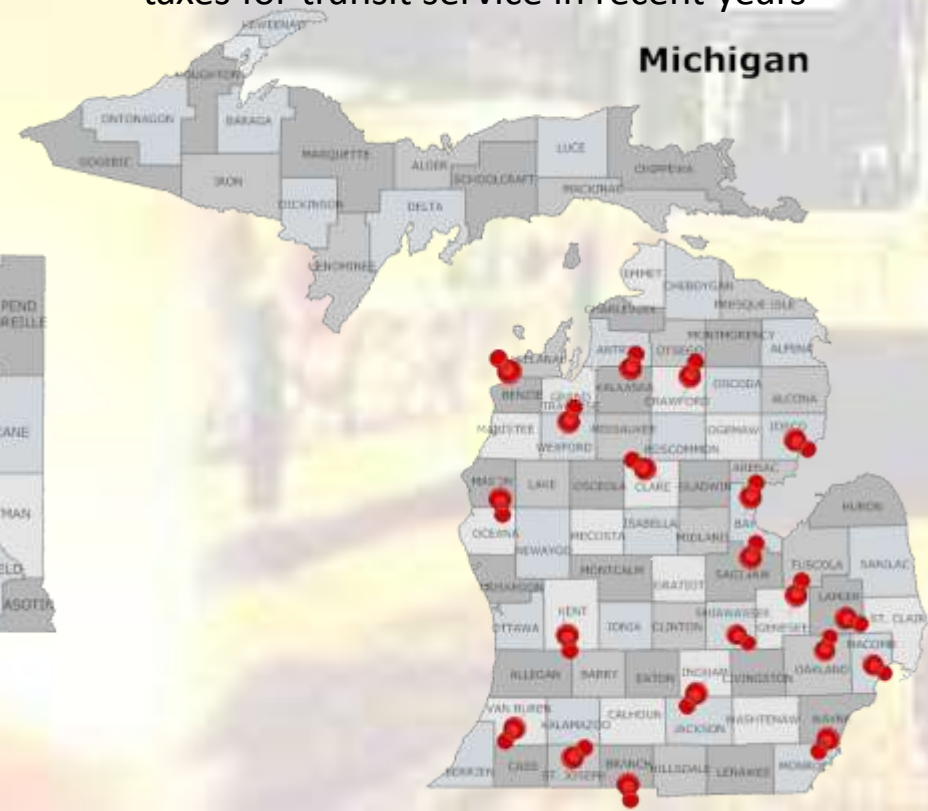 taxes for transit service in recent years
Michigan
KEWEENAW
HOUGHTON
ONTONAGON
BARAGA
GOGEBIC
IRON
MARQUETTE
DICKINSON
MENOMINEE
ALGER
DELTA
SCHOOLCRAFT
LUCE
MACKINAC
CHIPPEWA
PEND
OREILLE
ANE
MAN
ELD
ASOTIN
EMMET
CHEBOYGAN
PRESQUE ISLE
CHARLEVOIX
MONTMORENCY
LEELANAU
ANTRIM
OTSEGO
ALPENA
BENZIE
GRAND
TRAVERSE
KALKASKA
CRAWFORD
OSCODA
ALCONA
MANISTEE
WEXFORD
MISSAUKEE
ROSCOMMON
OGEMAW
IOSCO
MASON
LAKE
OSCEOLA
CLARE
GLADWIN
ARENAC
HURON
OCEANA
NEWAYGO
MECOSTA
ISABELLA
MIDLAND
BAY
MONTCALM
GRATIOT
SAGINAW
TUSCOLA
SANILAC
MUSKEGON
OTTAWA
KENT
IONIA
CLINTON
SHIAWASSEE
GENESEE
LAPEER
ST. CLAIR
ALLEGAN
BARRY
EATON
INGHAM
LIVINGSTON
OAKLAND
MACOMB
VAN BUREN
KALAMAZOO
CALHOUN
JACKSON
WASHTENAW
WAYNE
BERRIEN
CASS
ST. JOSEPH
BRANCH
HILLSDALE
LENAWEE
MONROE